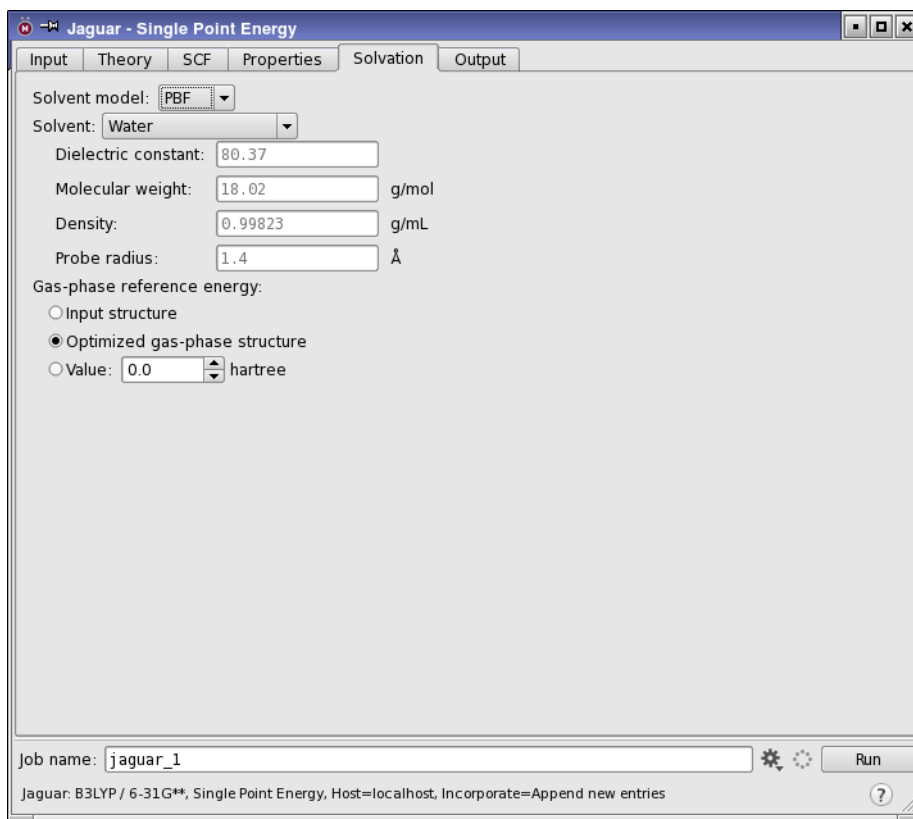 Jaguar - Single Point Energy
Input Theory SCF Properties Solvation Output
Solvent model: PBF
Solvent: Water
Dielectric constant: 80.37
Molecular weight: 18.02 g/mol
Density: 0.99823 g/mL
Probe radius: 1.4 Å
Gas-phase reference energy:
Input structure
Optimized gas-phase structure
Value: 0.0 hartree
Job name: jaguar_1 Run
Jaguar: B3LYP / 6-31G**, Single Point Energy, Host=localhost, Incorporate=Append new entries ?